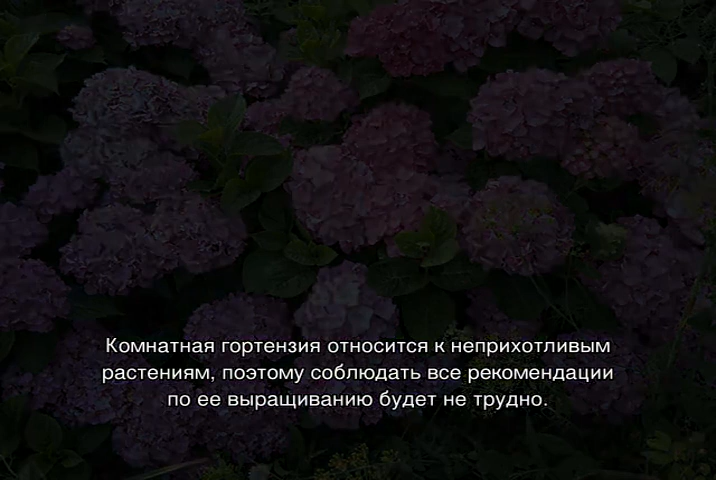 Комнатная гортензия относится к неприхотливым
растениям, поэтому соблюдать все рекомендации
по ее выращиванию будет не трудно.